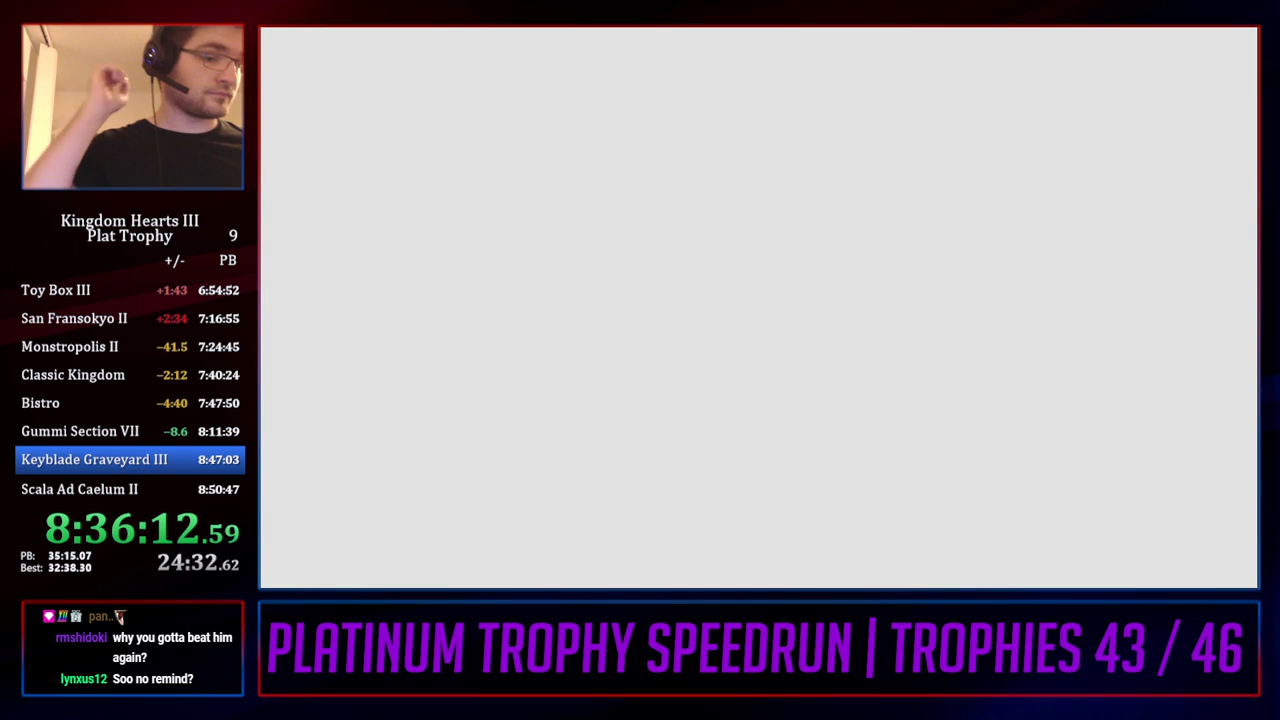 Kingdom Hearts III
Plat Trophy 9
+/- PB
Toy Box III +1:43 6:54:52
San Fransokyo II +2:34 7:16:55
Monstropolis II −41.5 7:24:45
Classic Kingdom −2:12 7:40:24
Bistro −4:40 7:47:50
Gummi Section VII −8.6 8:11:39
Keyblade Graveyard III 8:47:03
Scala Ad Caelum II 8:50:47
8:36:12.59
PB: 35:15.07
Best: 32:38.30
24:32.62
pan..
rmshidoki why you gotta beat him
again?
lynxus12 Soo no remind?
PLATINUM TROPHY SPEEDRUN | TROPHIES 43 / 46